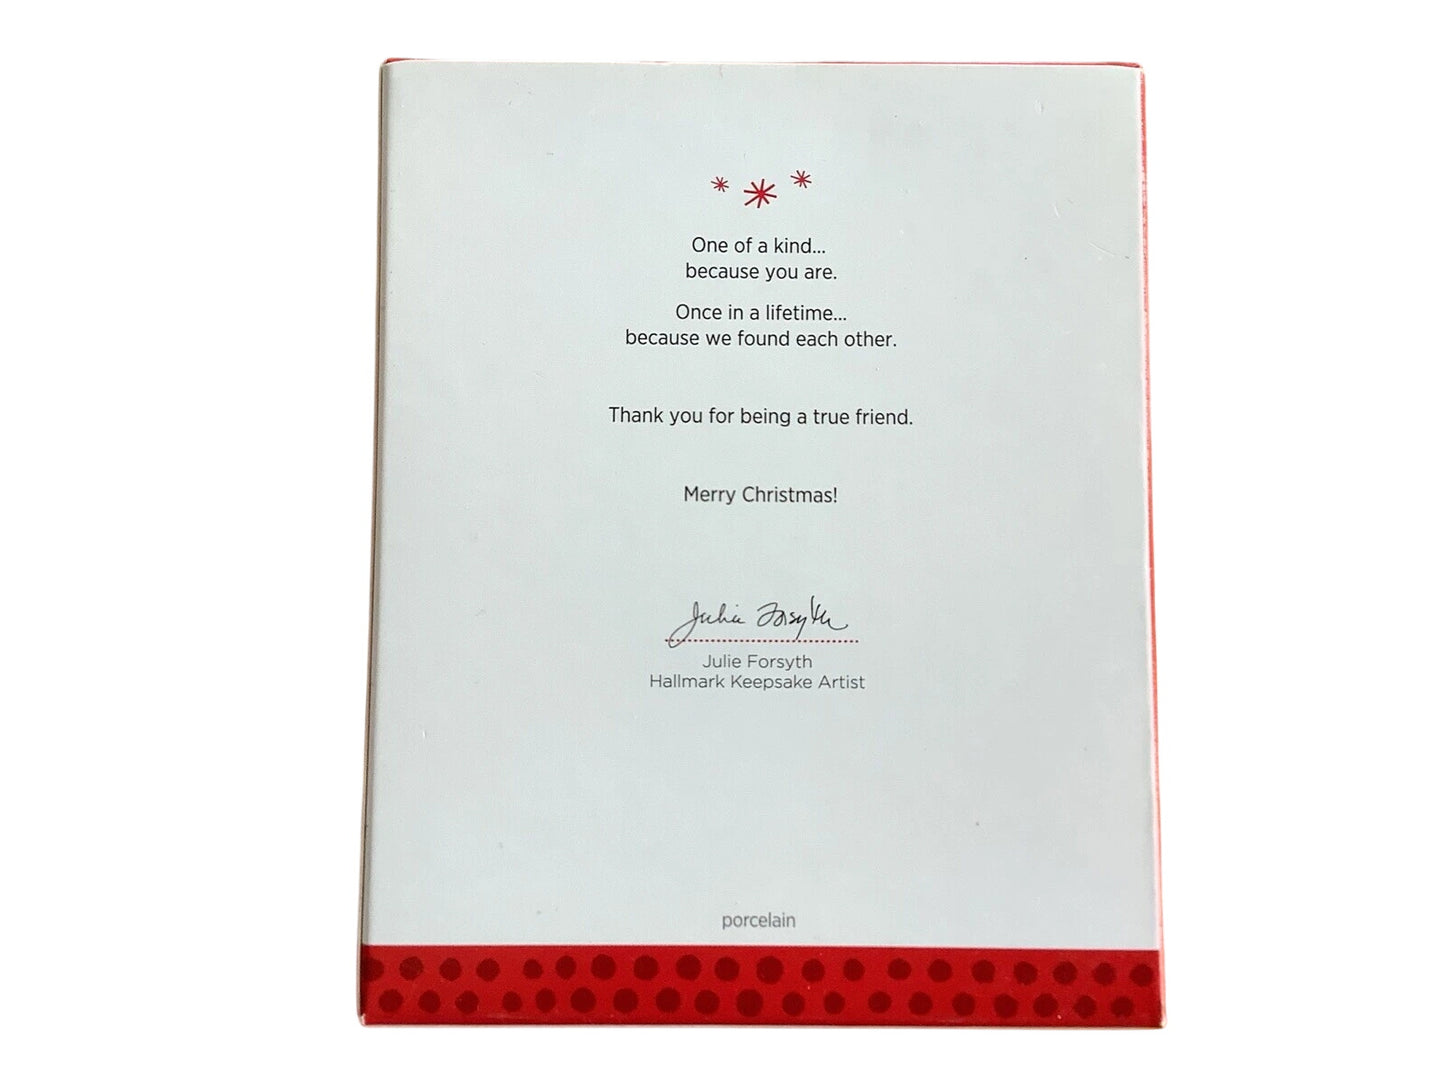 One of a kind...
because you are.
Once in a lifetime...
because we found each other.
Thank you for being a true friend.
Merry Christmas!
Julie Forsyth
Julie Forsyth
Hallmark Keepsake Artist
porcelain